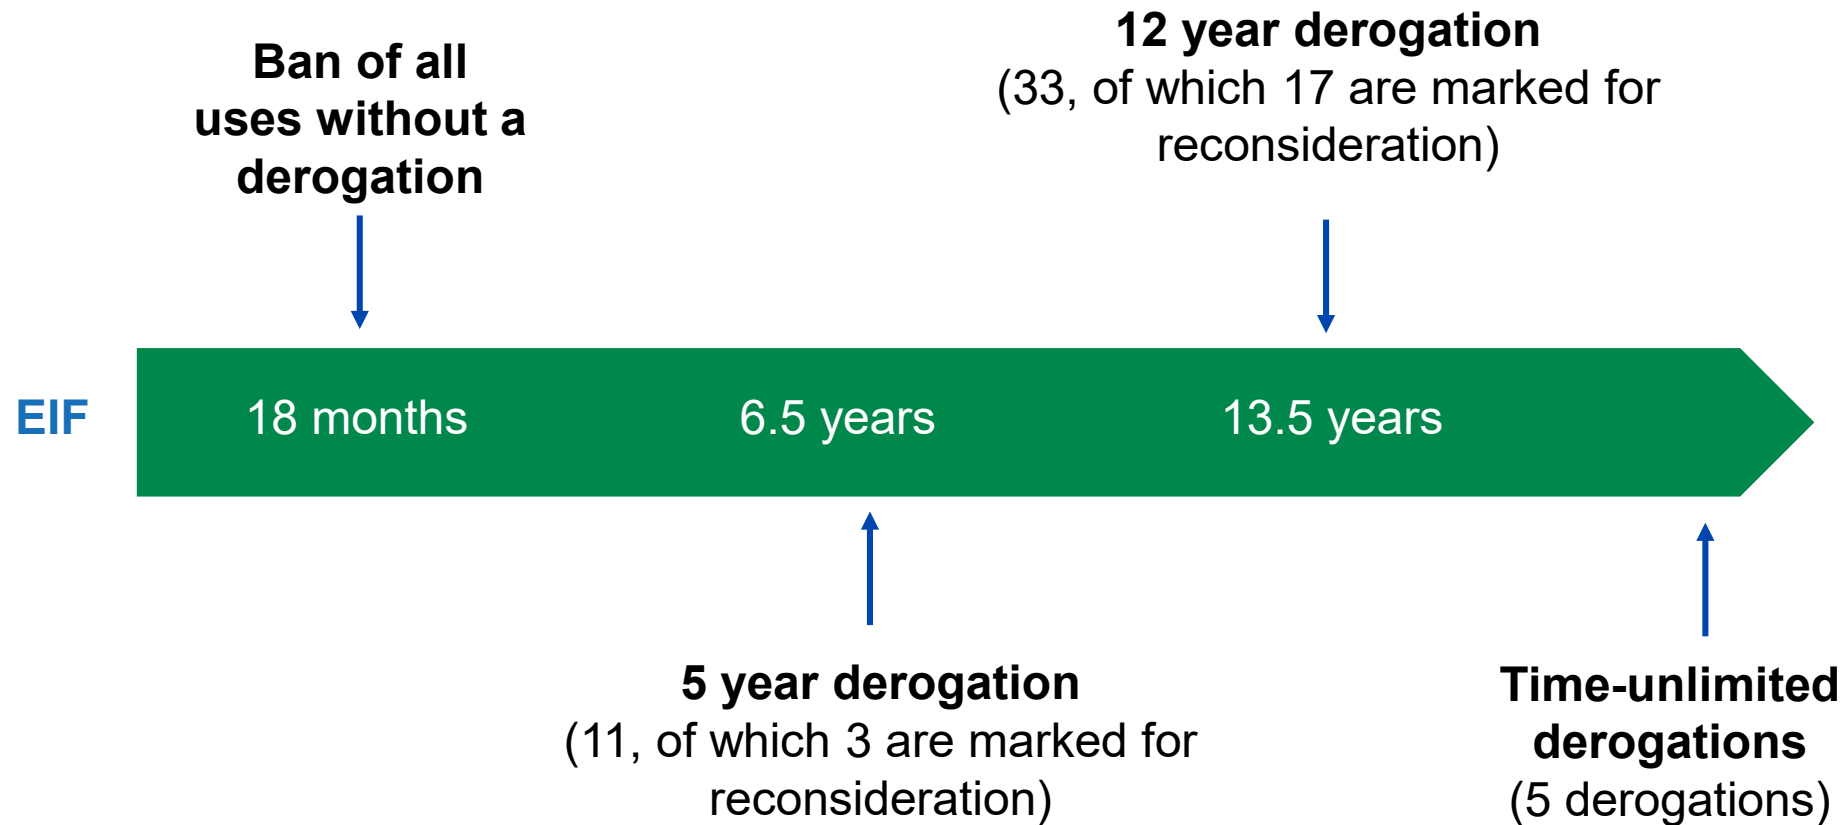 Ban of all
uses without a
derogation
12 year derogation
(33, of which 17 are marked for
reconsideration)
EIF
18 months
6.5 years
13.5 years
5 year derogation
(11, of which 3 are marked for
reconsideration)
Time-unlimited
derogations
(5 derogations)